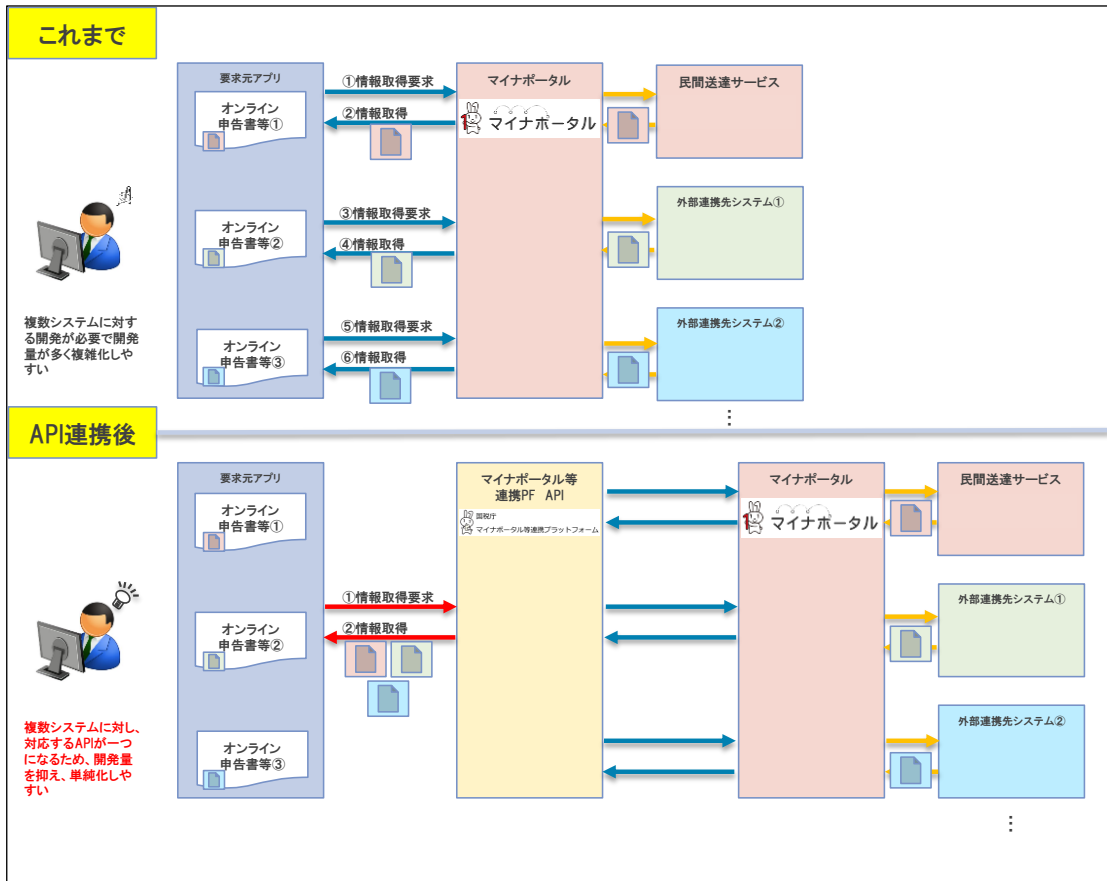 これまで
要求元アプリ
オンライン
申告書等①
オンライン
申告書等②
オンライン
申告書等③
①情報取得要求
②情報取得
③情報取得要求
④情報取得
⑤情報取得要求
⑥情報取得
マイナポータル
マイナポータル
民間送達サービス
外部連携先システム①
外部連携先システム②
⋮
複数システムに対す
る開発が必要で開発
量が多く複雑化しや
すい
API連携後
要求元アプリ
オンライン
申告書等①
オンライン
申告書等②
オンライン
申告書等③
①情報取得要求
②情報取得
マイナポータル等
連携PF API
国税庁
マイナポータル等連携プラットフォーム
マイナポータル
マイナポータル
民間送達サービス
外部連携先システム①
外部連携先システム②
⋮
複数システムに対し、
対応するAPIが一つ
になるため、開発量
を抑え、単純化しや
すい